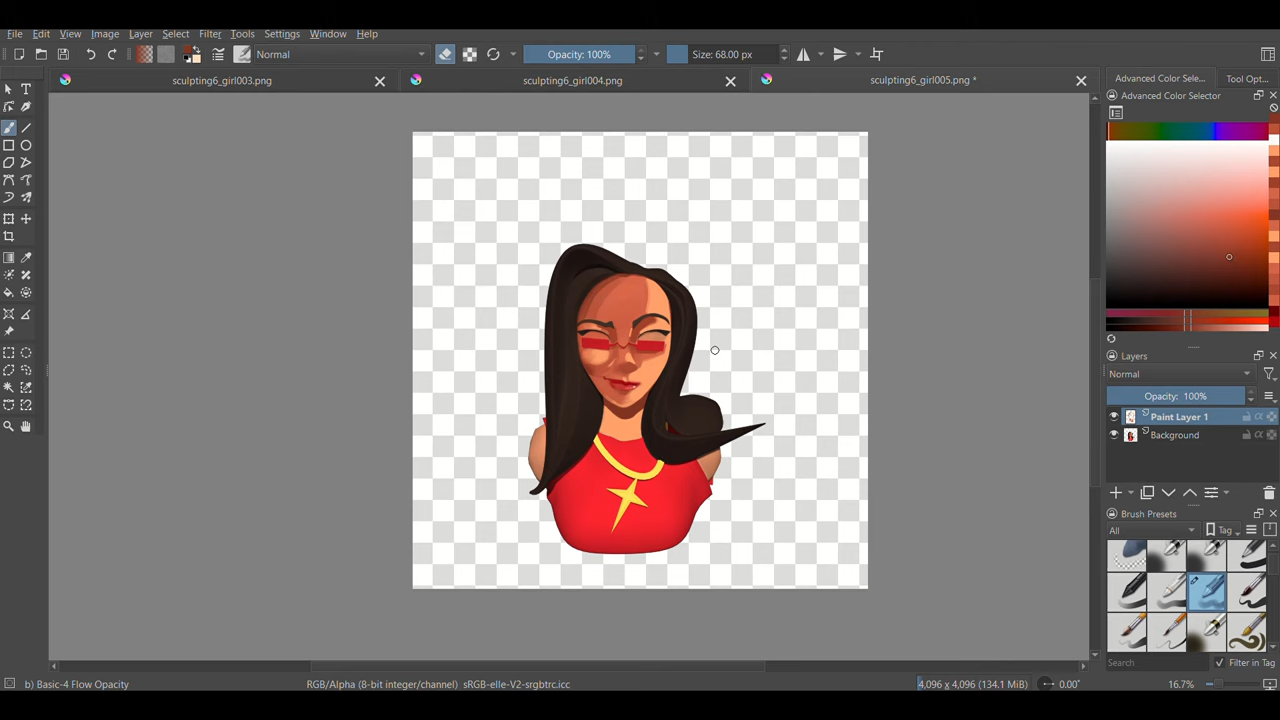 File Edit View Image Layer Filter Tools Settings Window Help
Normal Opacity: 100% Size: 68.00 px
sculpting6_girl003.png sculpting6_girl004.png sculpting6_girl005.png * Advanced Color Sele... Tool Opt...
Advanced Color Selector
Layers
Normal
Opacity: 100%
Paint Layer 1
Background
Brush Presets
All Tag
Search Filter in Tag
b) Basic-4 Flow Opacity RGB/Alpha (8-bit integer/channel) sRGB-elle-V2-srgbtrc.icc 4,096 x 4,096 (134.1 MiB) 0.00° 16.7%